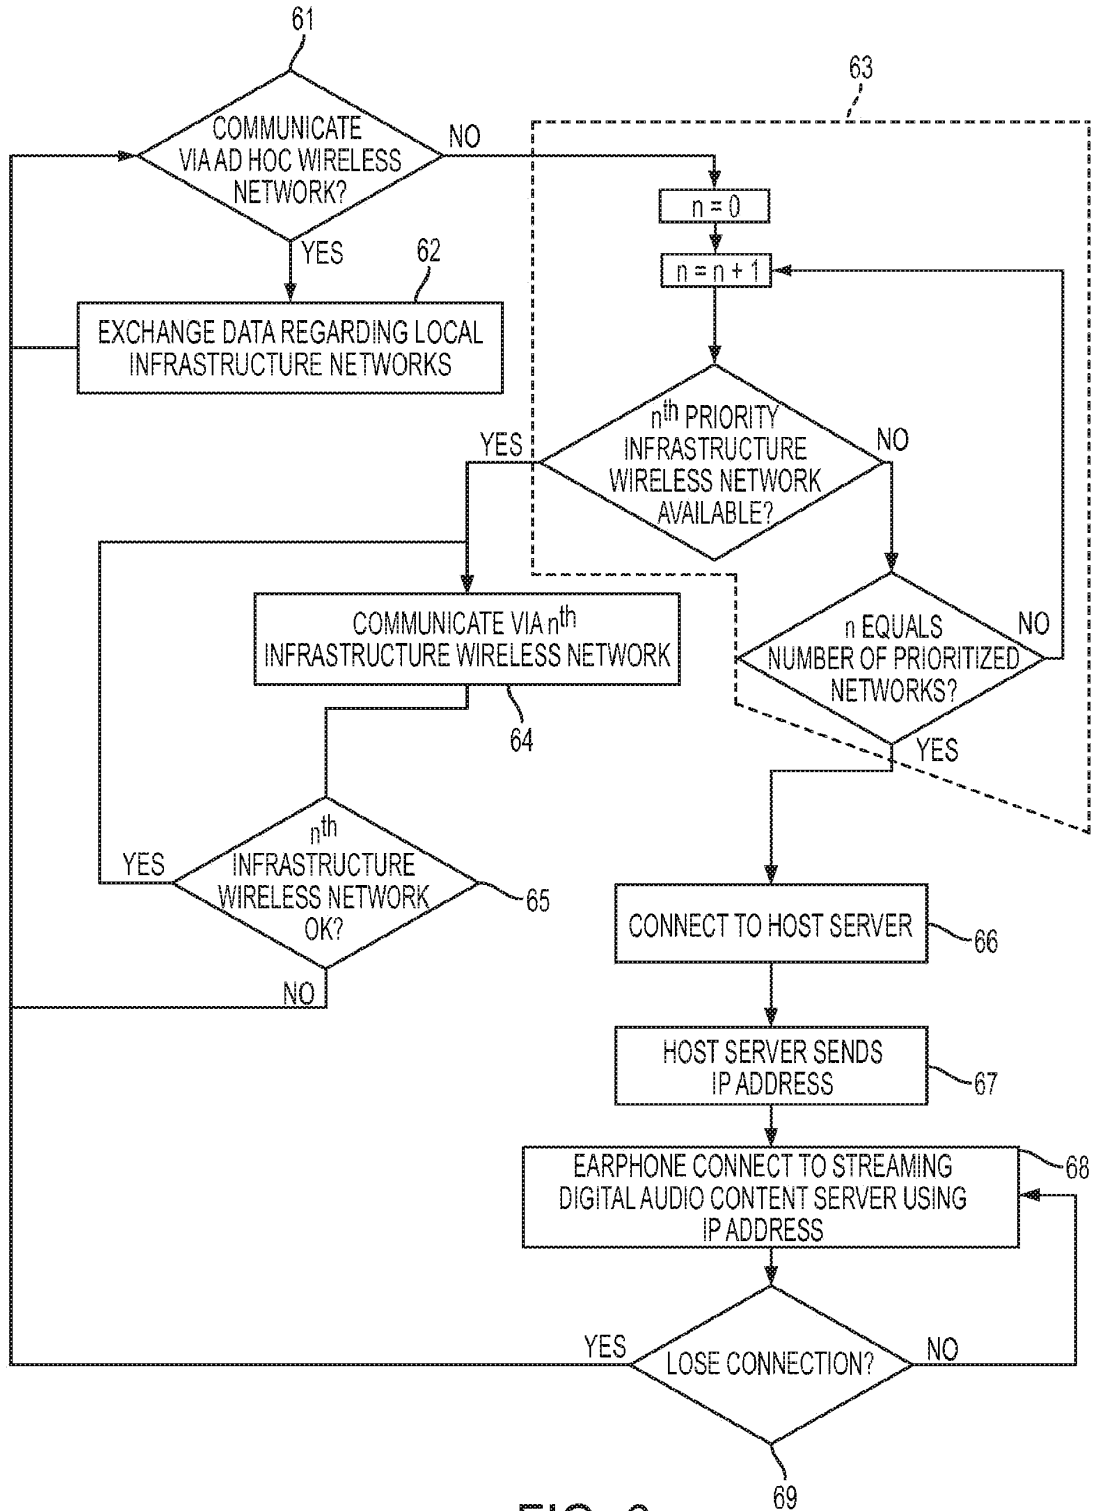 61
COMMUNICATE
VIA AD HOC WIRELESS
NETWORK?
NO
YES
62
EXCHANGE DATA REGARDING LOCAL
INFRASTRUCTURE NETWORKS
63
n = 0
n = n + 1
nth PRIORITY
INFRASTRUCTURE
WIRELESS NETWORK
AVAILABLE?
YES
NO
n EQUALS
NUMBER OF PRIORITIZED
NETWORKS?
NO
YES
COMMUNICATE VIA nth
INFRASTRUCTURE WIRELESS NETWORK
64
nth
INFRASTRUCTURE
WIRELESS NETWORK
OK?
YES
65
NO
CONNECT TO HOST SERVER
66
HOST SERVER SENDS
IP ADDRESS
67
EARPHONE CONNECT TO STREAMING
DIGITAL AUDIO CONTENT SERVER USING
IP ADDRESS
68
LOSE CONNECTION?
YES
NO
69